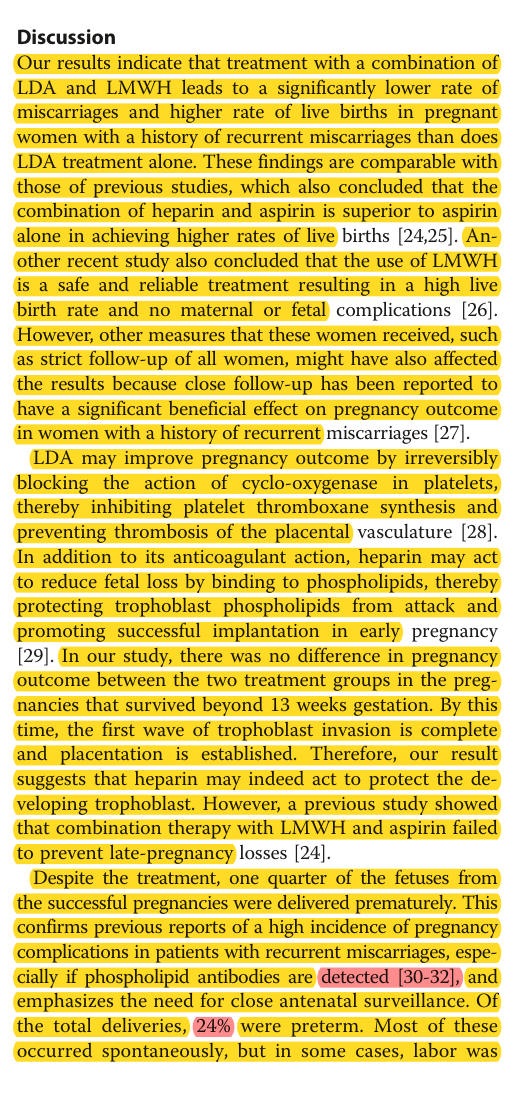 Discussion
Our results indicate that treatment with a combination of
LDA and LMWH leads to a significantly lower rate of
miscarriages and higher rate of live births in pregnant
women with a history of recurrent miscarriages than does
LDA treatment alone. These findings are comparable with
those of previous studies, which also concluded that the
combination of heparin and aspirin is superior to aspirin
alone in achieving higher rates of live births [24,25]. An-
other recent study also concluded that the use of LMWH
is a safe and reliable treatment resulting in a high live
birth rate and no maternal or fetal complications [26].
However, other measures that these women received, such
as strict follow-up of all women, might have also affected
the results because close follow-up has been reported to
have a significant beneficial effect on pregnancy outcome
in women with a history of recurrent miscarriages [27].
LDA may improve pregnancy outcome by irreversibly
blocking the action of cyclo-oxygenase in platelets,
thereby inhibiting platelet thromboxane synthesis and
preventing thrombosis of the placental vasculature [28].
In addition to its anticoagulant action, heparin may act
to reduce fetal loss by binding to phospholipids, thereby
protecting trophoblast phospholipids from attack and
promoting successful implantation in early pregnancy
[29]. In our study, there was no difference in pregnancy
outcome between the two treatment groups in the preg-
nancies that survived beyond 13 weeks gestation. By this
time, the first wave of trophoblast invasion is complete
and placentation is established. Therefore, our result
suggests that heparin may indeed act to protect the de-
veloping trophoblast. However, a previous study showed
that combination therapy with LMWH and aspirin failed
to prevent late-pregnancy losses [24].
Despite the treatment, one quarter of the fetuses from
the successful pregnancies were delivered prematurely. This
confirms previous reports of a high incidence of pregnancy
complications in patients with recurrent miscarriages, espe-
cially if phospholipid antibodies are detected [30-32], and
emphasizes the need for close antenatal surveillance. Of
the total deliveries, 24% were preterm. Most of these
occurred spontaneously, but in some cases, labor was